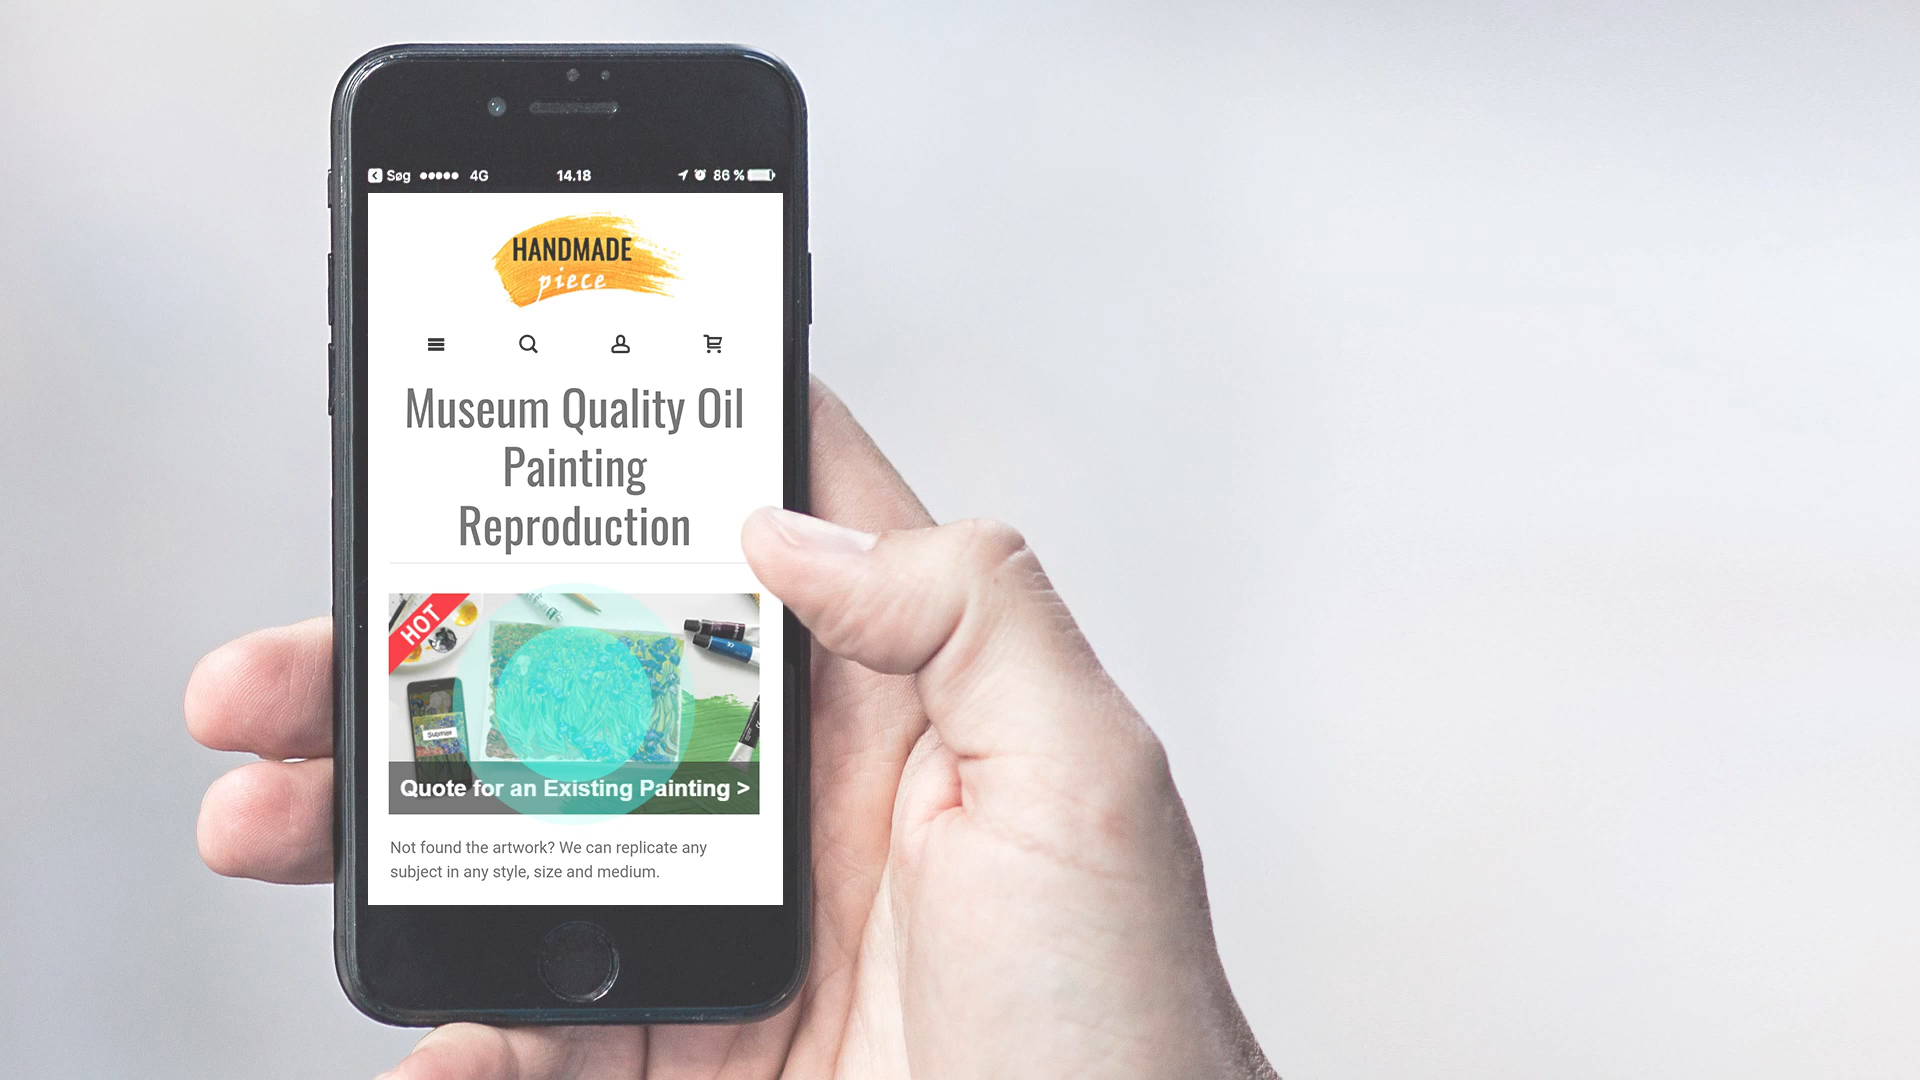 Søg 4G 14.18 86 %
HANDMADE
piece
Museum Quality Oil
Painting
Reproduction
HOT
Submit
Quote for an Existing Painting >
Not found the artwork? We can replicate any
subject in any style, size and medium.